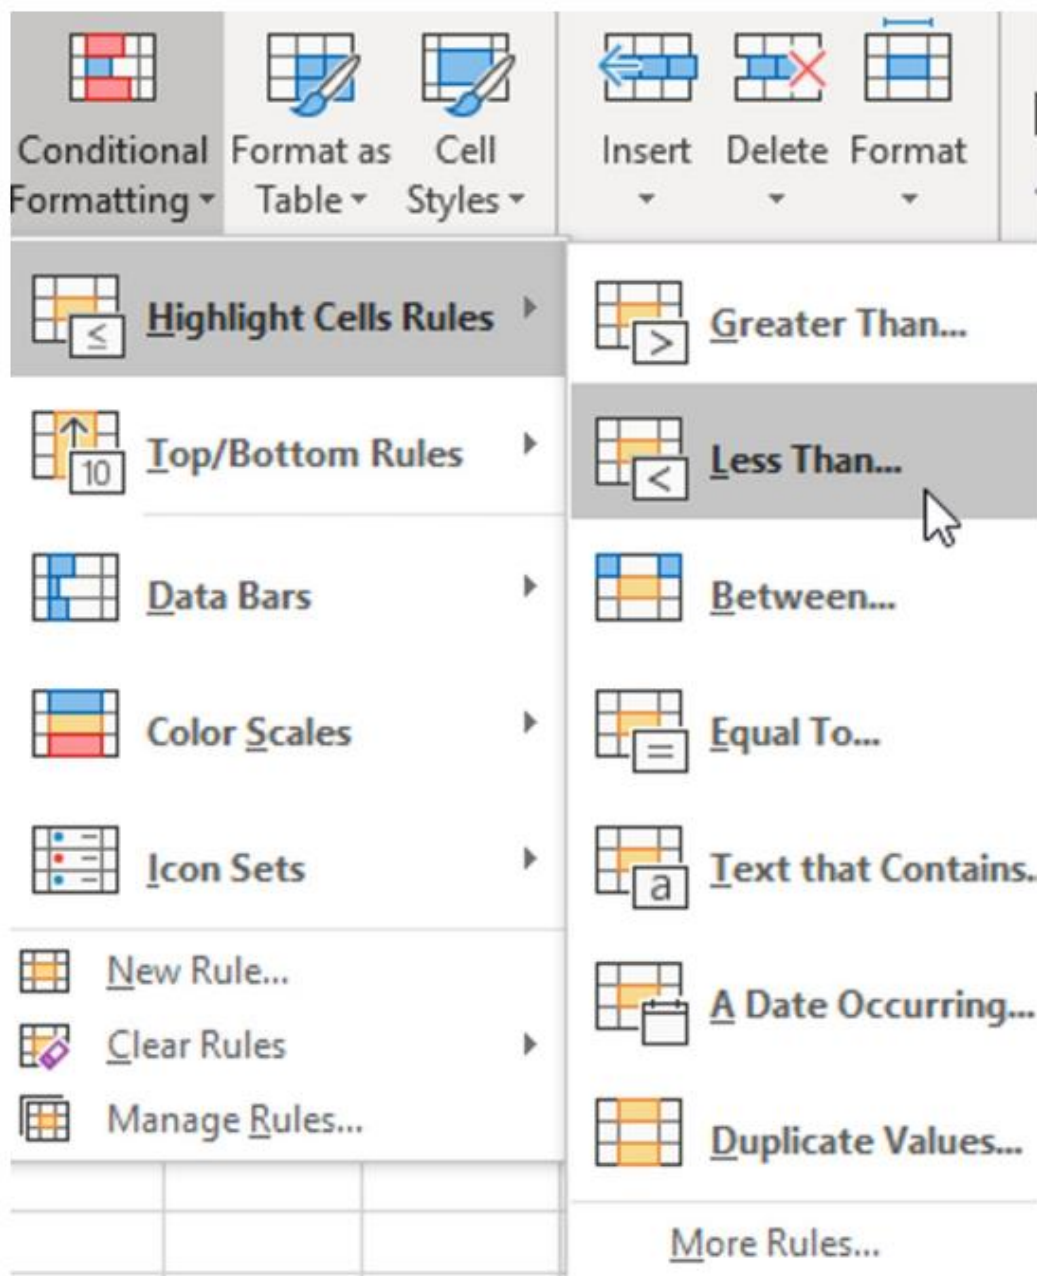 Conditional Formatting
Format as Table
Cell Styles
Insert
Delete
Format
Highlight Cells Rules
≤
Top/Bottom Rules
10
Data Bars
Color Scales
Icon Sets
New Rule...
Clear Rules
Manage Rules...
Greater Than...
>
Less Than...
<
Between...
Equal To...
=
Text that Contains..
a
A Date Occurring...
Duplicate Values...
More Rules...